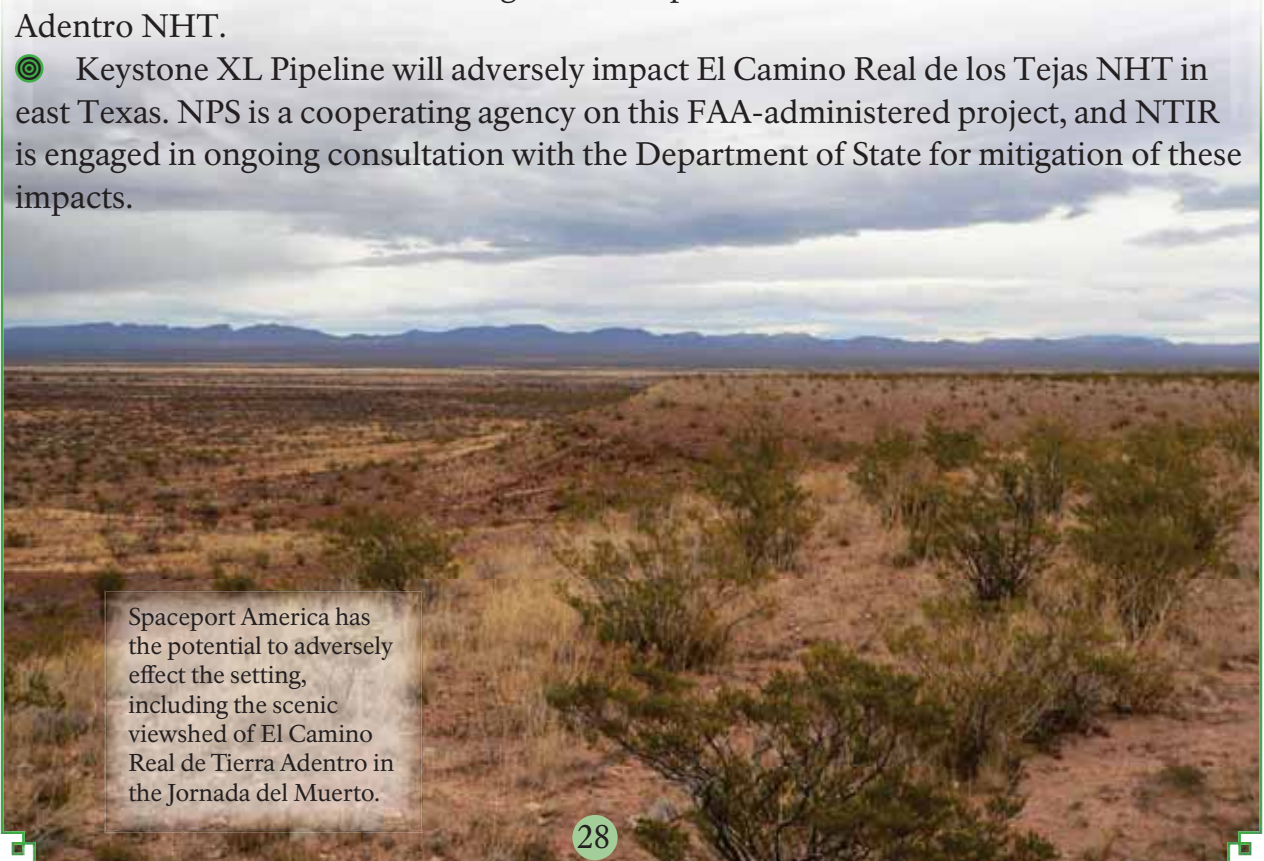 Adentro NHT.
Keystone XL Pipeline will adversely impact El Camino Real de los Tejas NHT in
east Texas. NPS is a cooperating agency on this FAA-administered project, and NTIR
is engaged in ongoing consultation with the Department of State for mitigation of these
impacts.
Spaceport America has
the potential to adversely
effect the setting,
including the scenic
viewshed of El Camino
Real de Tierra Adentro in
the Jornada del Muerto.
28